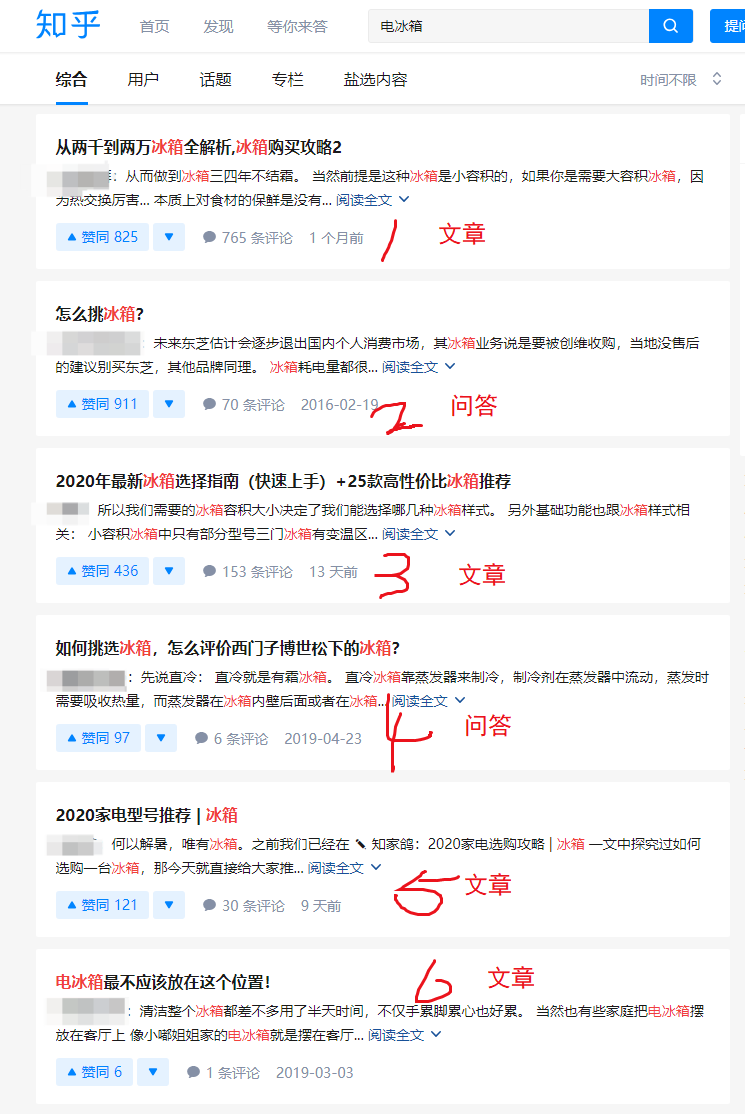 知乎 首页 发现 等你来答 电冰箱 提问
综合 用户 话题 专栏 盐选内容 时间不限
从两千到两万冰箱全解析,冰箱购买攻略2
：从而做到冰箱三四年不结霜。 当然前提是这种冰箱是小容积的，如果你是需要大容积冰箱，因
为热交换厉害... 本质上对食材的保鲜是没有... 阅读全文
赞同 825 765 条评论 1 个月前 1 文章
怎么挑冰箱?
：未来东芝估计会逐步退出国内个人消费市场，其冰箱业务说是要被创维收购，当地没售后
的建议别买东芝，其他品牌同理。 冰箱耗电量都很... 阅读全文
赞同 911 70 条评论 2016-02-19 2 问答
2020年最新冰箱选择指南（快速上手）+25款高性价比冰箱推荐
所以我们需要的冰箱容积大小决定了我们能选择哪几种冰箱样式。 另外基础功能也跟冰箱样式相
关： 小容积冰箱中只有部分型号三门冰箱有变温区... 阅读全文
赞同 436 153 条评论 13 天前 3 文章
如何挑选冰箱，怎么评价西门子博世松下的冰箱?
：先说直冷： 直冷就是有霜冰箱。 直冷冰箱靠蒸发器来制冷，制冷剂在蒸发器中流动，蒸发时
需要吸收热量，而蒸发器在冰箱内壁后面或者在冰箱... 阅读全文
赞同 97 6 条评论 2019-04-23 4 问答
2020家电型号推荐 | 冰箱
何以解暑，唯有冰箱。之前我们已经在 ✎ 知家鸽：2020家电选购攻略 | 冰箱 一文中探究过如何
选购一台冰箱，那今天就直接给大家推... 阅读全文
赞同 121 30 条评论 9 天前 5 文章
电冰箱最不应该放在这个位置！ 6 文章
：清洁整个冰箱都差不多用了半天时间，不仅手累脚累心也好累。 当然也有些家庭把电冰箱摆
放在客厅上 像小嘟姐姐家的电冰箱就是摆在客厅... 阅读全文
赞同 6 1 条评论 2019-03-03